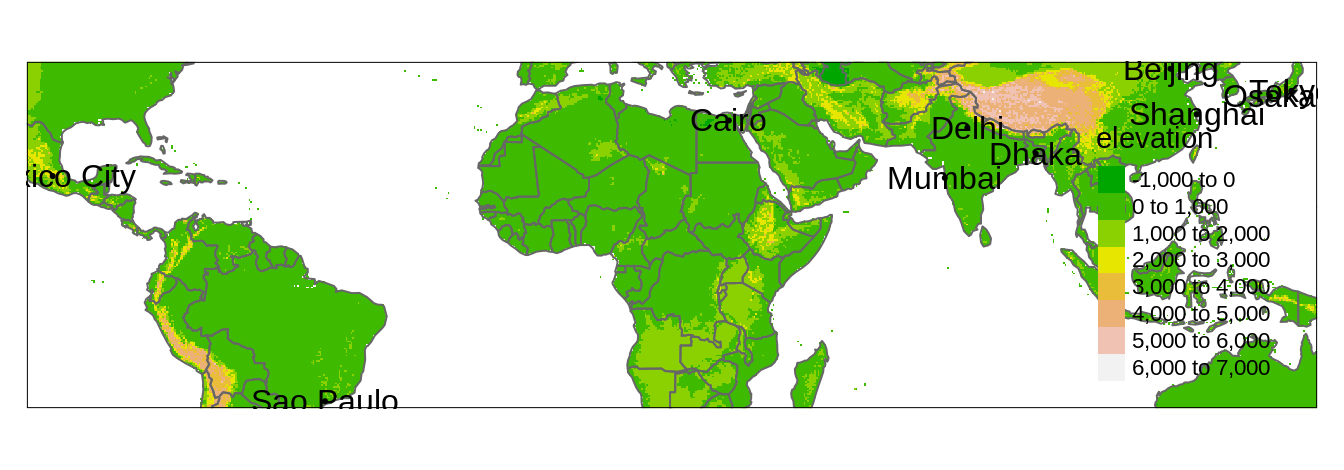 Beijing
Toky
Osaka
Shanghai
Cairo
Delhi
elevation
Dhaka
ico City
Mumbai
-1,000 to 0
0 to 1,000
1,000 to 2,000
2,000 to 3,000
3,000 to 4,000
4,000 to 5,000
5,000 to 6,000
6,000 to 7,000
Sao Paulo